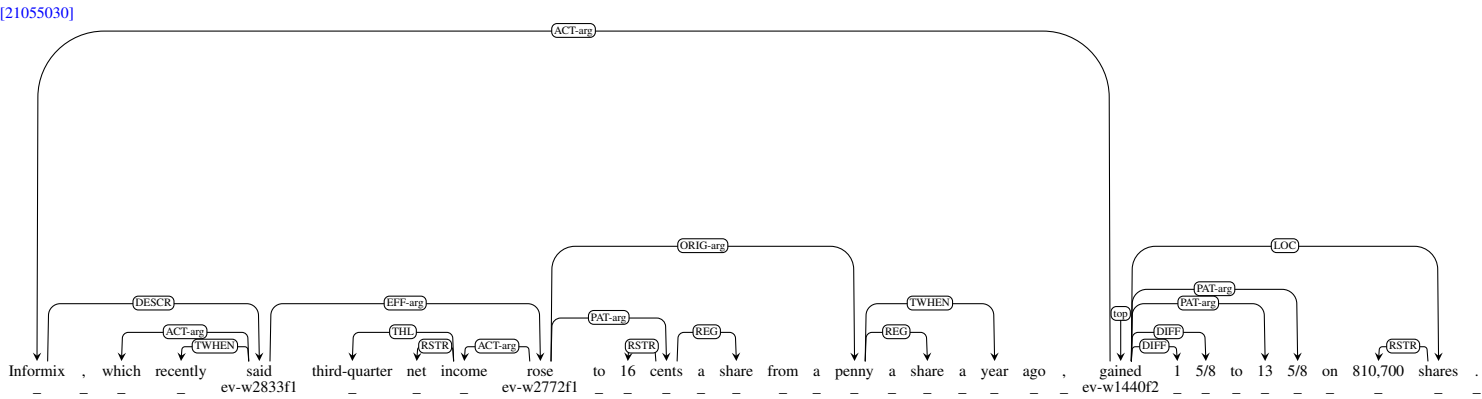 [21055030]
ACT-arg
ORIG-arg LOC
PAT-arg
DESCR EFF-arg TWHEN PAT-arg
PAT-arg top
ACT-arg THL REG REG DIFF
TWHEN RSTR ACT-arg RSTR DIFF RSTR
Informix , which recently said third-quarter net income rose to 16 cents a share from a penny a share a year ago , gained 1 5/8 to 13 5/8 on 810,700 shares .
ev-w2833f1 ev-w2772f1 ev-w1440f2
_ _ _ _ _ _ _ _ _ _ _ _ _ _ _ _ _ _ _ _ _ _ _ _ _ _ _ _